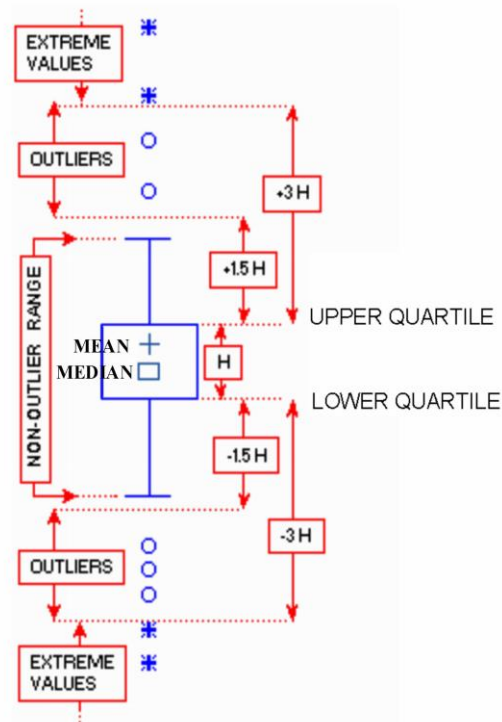 EXTREME
VALUES
OUTLIERS
+3 H
+1.5 H
NON-OUTLIER RANGE
UPPER QUARTILE
MEAN
H
MEDIAN
LOWER QUARTILE
-1.5 H
-3 H
OUTLIERS
EXTREME
VALUES